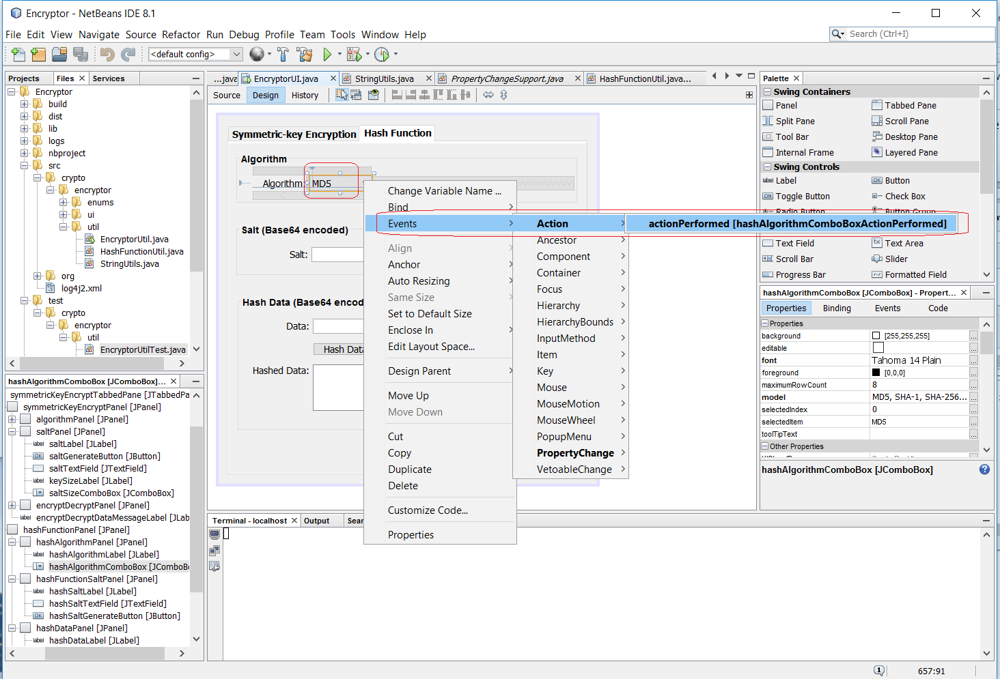 Encryptor - NetBeans IDE 8.1
File Edit View Navigate Source Refactor Run Debug Profile Team Tools Window Help
Search (Ctrl+I)
<default config>
Projects Files Services
Encryptor
build
dist
lib
logs
nbproject
src
crypto
encryptor
enums
ui
util
EncryptorUtil.java
HashFunctionUtil.java
StringUtils.java
org
log4j2.xml
test
crypto
encryptor
util
EncryptorUtilTest.java
hashAlgorithmComboBox [JComboBox]...
symmetricKeyEncryptTabbedPane [JTabbedPa
symmetricKeyEncryptPanel [JPanel]
algorithmPanel [JPanel]
saltPanel [JPanel]
saltLabel [JLabel]
saltGenerateButton [JButton]
saltTextField [JTextField]
keySizeLabel [JLabel]
saltSizeComboBox [JComboBox]
encryptDecryptPanel [JPanel]
encryptDecryptDataMessageLabel [JLab
hashFunctionPanel [JPanel]
hashAlgorithmPanel [JPanel]
hashAlgorithmLabel [JLabel]
hashAlgorithmComboBox [JComboBo
hashFunctionSaltPanel [JPanel]
hashSaltLabel [JLabel]
hashSaltTextField [JTextField]
hashSaltGenerateButton [JButton]
hashDataPanel [JPanel]
hashDataLabel [JLabel]
...java EncryptorUI.java StringUtils.java PropertyChangeSupport.java HashFunctionUtil.java...
Source Design History
Symmetric-key Encryption Hash Function
Algorithm
Algorithm: MD5
Salt (Base64 encoded)
Salt:
Hash Data (Base64 encod
Data:
Hash Data
Hashed Data:
Change Variable Name ...
Bind
Events
Align
Anchor
Auto Resizing
Same Size
Set to Default Size
Enclose In
Edit Layout Space...
Design Parent
Move Up
Move Down
Cut
Copy
Duplicate
Delete
Customize Code...
Properties
Action
Ancestor
Component
Container
Focus
Hierarchy
HierarchyBounds
InputMethod
Item
Key
Mouse
MouseMotion
MouseWheel
PopupMenu
PropertyChange
VetoableChange
actionPerformed [hashAlgorithmComboBoxActionPerformed]
Terminal - localhost Output Sear
Palette
Swing Containers
Panel Tabbed Pane
Split Pane Scroll Pane
Tool Bar Desktop Pane
Internal Frame Layered Pane
Swing Controls
label Label OK Button
ON Toggle Button Check Box
Radio Button Button Group
Text Field Text Area
Scroll Bar Slider
Progress Bar Formatted Field
hashAlgorithmComboBox [JComboBox] - Propert...
Properties Binding Events Code
Properties
background [255,255,255]
editable
font Tahoma 14 Plain
foreground [0,0,0]
maximumRowCount 8
model MD5, SHA-1, SHA-256...
selectedIndex 0
selectedItem MD5
toolTipText
Other Properties
hashAlgorithmComboBox [JComboBox]
657:91